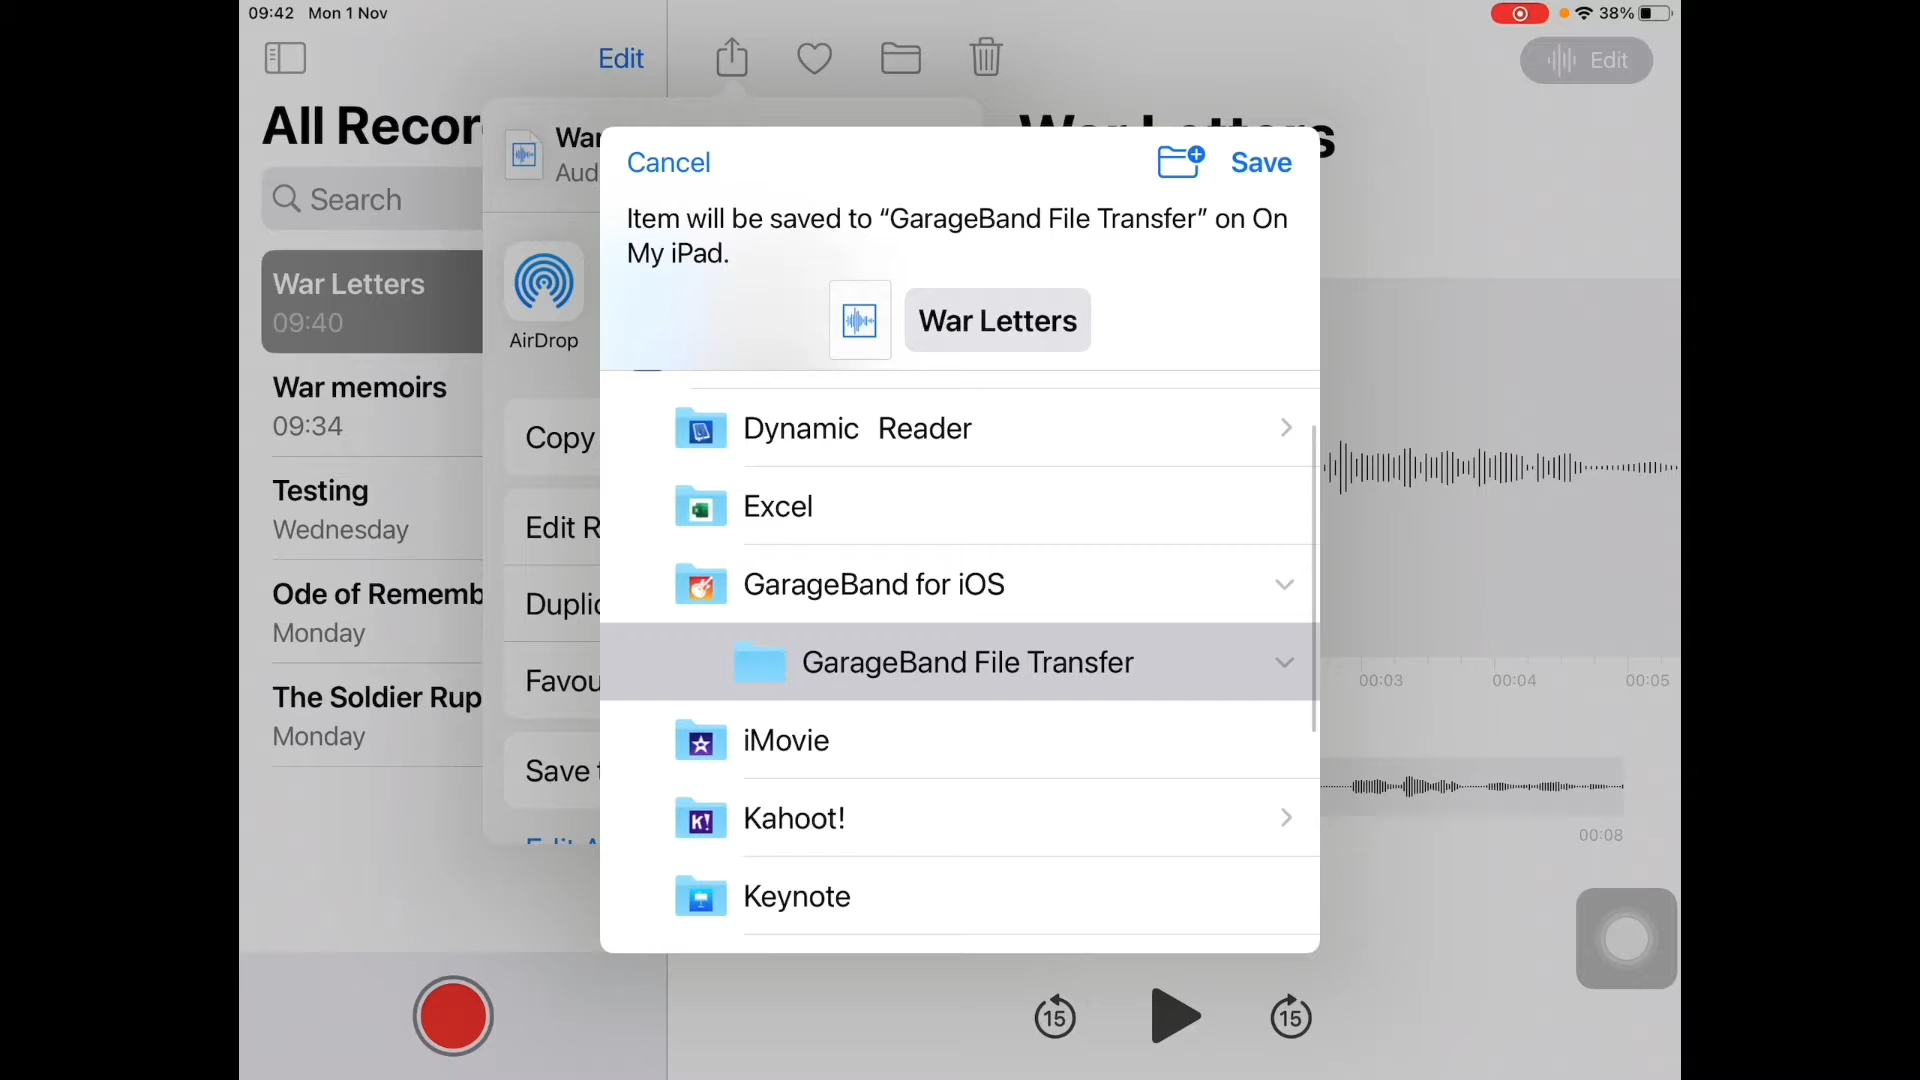 09:42 Mon 1 Nov
38%
Edit
Edit
All Recor
War
Aud
War Letters
Search
Cancel
Save
Item will be saved to “GarageBand File Transfer” on On
My iPad.
War Letters
War Letters
09:40
AirDrop
War memoirs
09:34
Testing
Wednesday
Ode of Rememb
Monday
The Soldier Rup
Monday
Copy
Edit R
Duplic
Favou
Save
Edit A
Dynamic Reader
Excel
GarageBand for iOS
GarageBand File Transfer
iMovie
K!
Kahoot!
Keynote
00:03
00:04
00:05
00:08
15
15